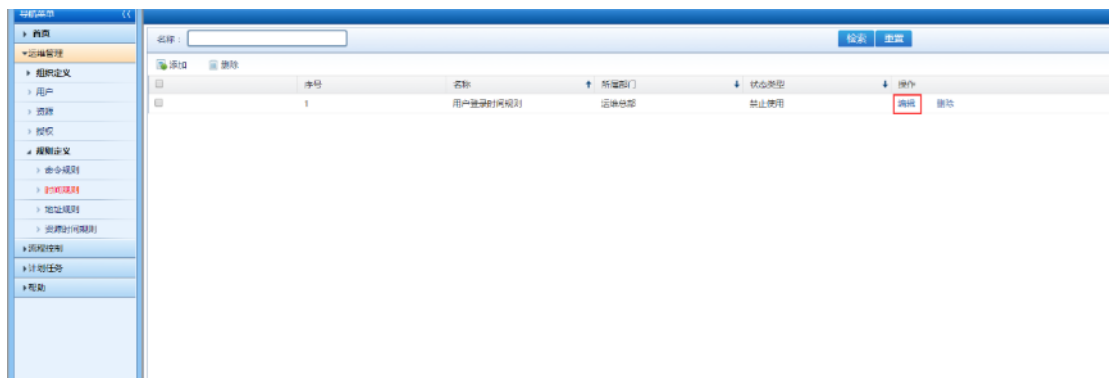 导航菜单 <<
首页
运维管理
组织定义
用户
资源
授权
规则定义
命令规则
时间规则
地址规则
资源时间规则
流程控制
计划任务
帮助
名称：
检索 重置
添加 删除
序号 名称 所属部门 状态类型 操作
1 用户登录时间规则 运维总部 禁止使用 编辑 删除